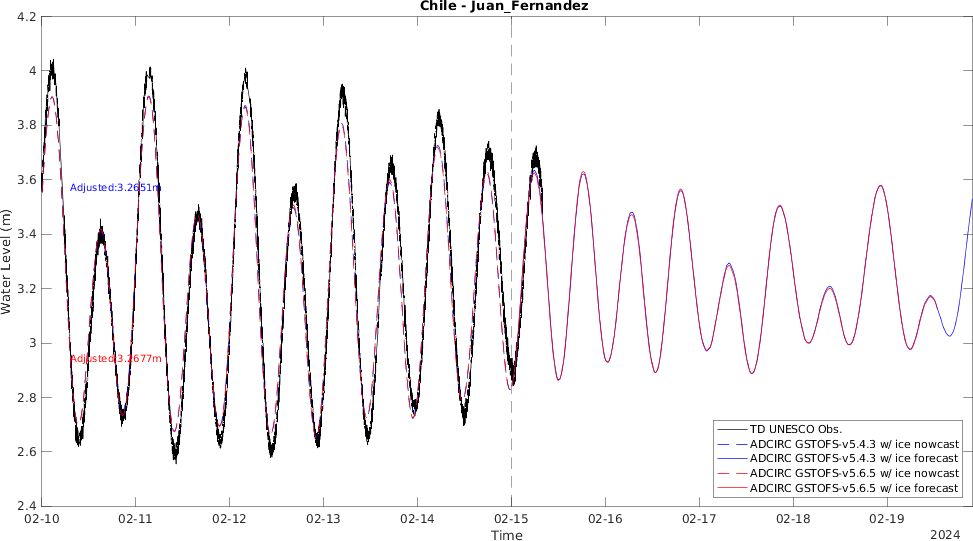 Chile - Juan_Fernandez
4.2
4
3.8
3.6
3.4
3.2
3
2.8
2.6
2.4
Water Level (m)
Adjusted:3.2651m
Adjusted:3.2677m
TD UNESCO Obs.
ADCIRC GSTOFS-v5.4.3 w/ ice nowcast
ADCIRC GSTOFS-v5.4.3 w/ ice forecast
ADCIRC GSTOFS-v5.6.5 w/ ice nowcast
ADCIRC GSTOFS-v5.6.5 w/ ice forecast
02-10 02-11 02-12 02-13 02-14 02-15 02-16 02-17 02-18 02-19
Time
2024